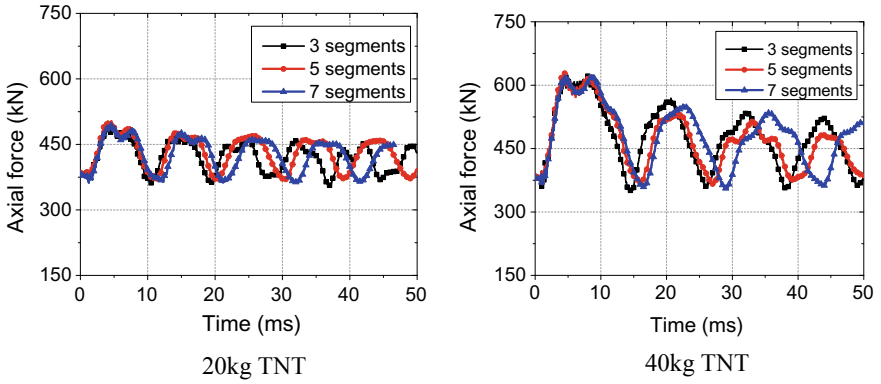 750
600
450
300
150
Axial force (kN)
3 segments
5 segments
7 segments
0
10
20
30
40
50
Time (ms)
20kg TNT
750
600
450
300
150
Axial force (kN)
3 segments
5 segments
7 segments
0
10
20
30
40
50
Time (ms)
40kg TNT